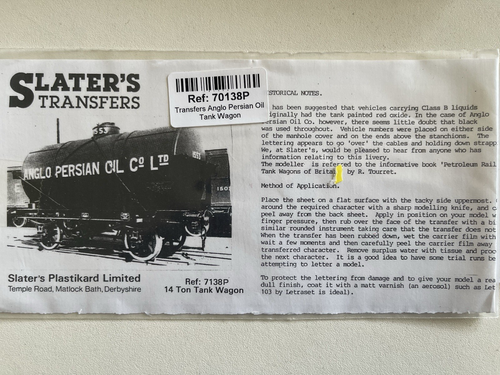 SLATER'S
TRANSFERS
Ref: 70138P
Transfers Anglo Persian Oil
Tank Wagon
553
ANGLO PERSIAN OIL Co LTD
Slater's Plastikard Limited
Temple Road, Matlock Bath, Derbyshire
Ref: 7138P
14 Ton Tank Wagon
ISTORICAL NOTES.
has been suggested that vehicles carrying Class B liquids
iginally had the tank painted red oxide. In the case of Anglo
ersian Oil Co. however, there seems little doubt that black
was used throughout. Vehicle numbers were placed on either side
of the manhole cover and on the ends above the stanchions. The
lettering appears to go 'over' the cables and holding down strap
We, at Slater's, would be pleased to hear from anyone who has
information relating to this livery.
The modeller is referred to the informative book 'Petroleum Rail
Tank Wagons of Britai by R. Tourret.
Method of Application.
Place the sheet on a flat surface with the tacky side uppermost.
around the required character with a sharp modelling knife, and c
peel away from the back sheet. Apply in position on your model w
finger pressure, then rub over the face of the transfer with a bi
similar rounded instrument taking care that the transfer does not
When the transfer has been rubbed down, wet the carrier film with
wait a few moments and then carefully peel the carrier film away
transferred character. Remove surplus water with tissue and proc
the next character. It is a good idea to have some trial runs be
attempting to letter a model.
To protect the lettering from damage and to give your model a rea
dull finish, coat it with a matt varnish (an aerosol) such as Let
103 by Letraset is ideal).